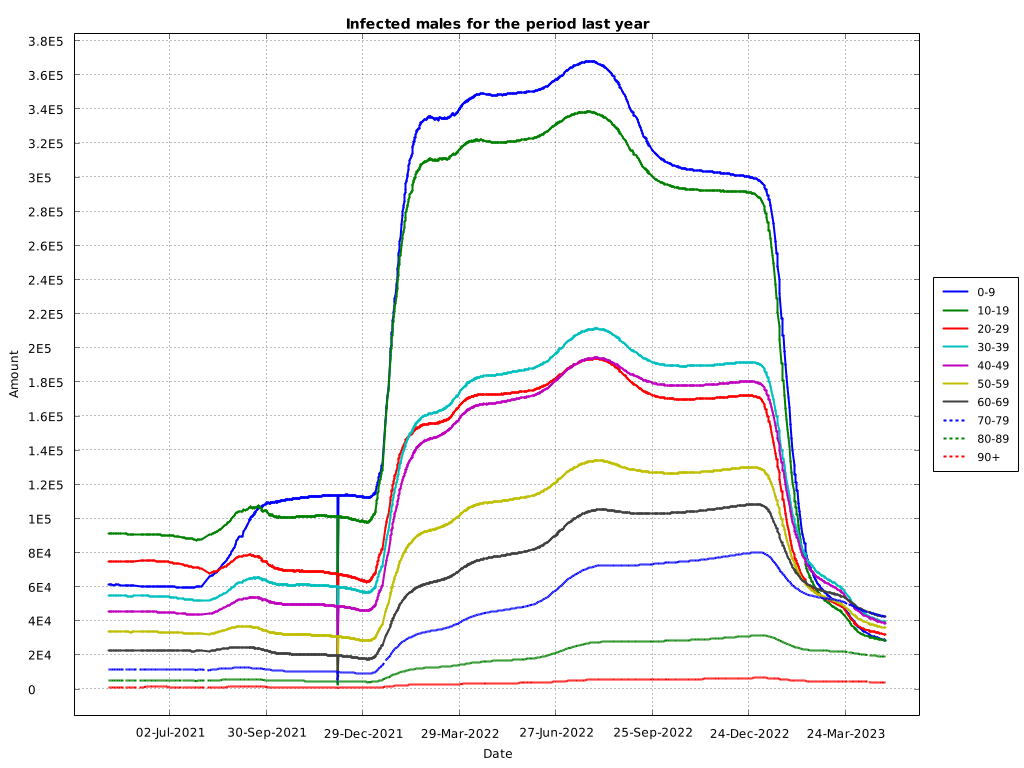 Infected males for the period last year
3.8E5
3.6E5
3.4E5
3.2E5
3E5
2.8E5
2.6E5
2.4E5
2.2E5
2E5
1.8E5
1.6E5
1.4E5
1.2E5
1E5
8E4
6E4
4E4
2E4
0
Amount
02-Jul-2021 30-Sep-2021 29-Dec-2021 29-Mar-2022 27-Jun-2022 25-Sep-2022 24-Dec-2022 24-Mar-2023
Date
0-9
10-19
20-29
30-39
40-49
50-59
60-69
70-79
80-89
90+